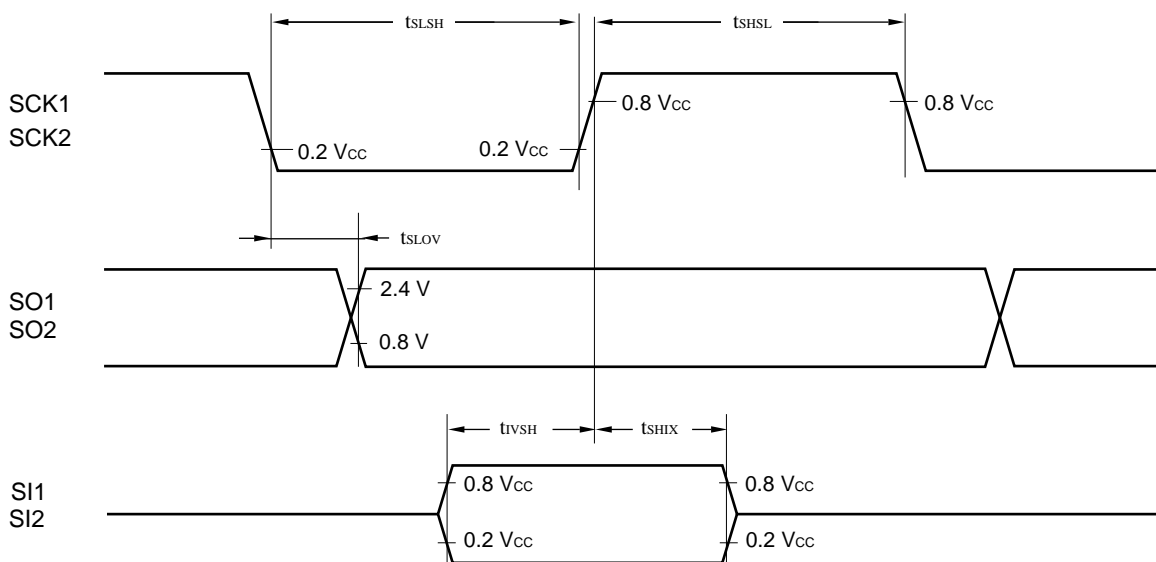 tSLSH
tSHSL
SCK1
SCK2
0.8 VCC
0.8 VCC
0.2 VCC
0.2 VCC
tSLOV
SO1
SO2
2.4 V
0.8 V
tIVSH
tSHIX
SI1
SI2
0.8 VCC
0.8 VCC
0.2 VCC
0.2 VCC